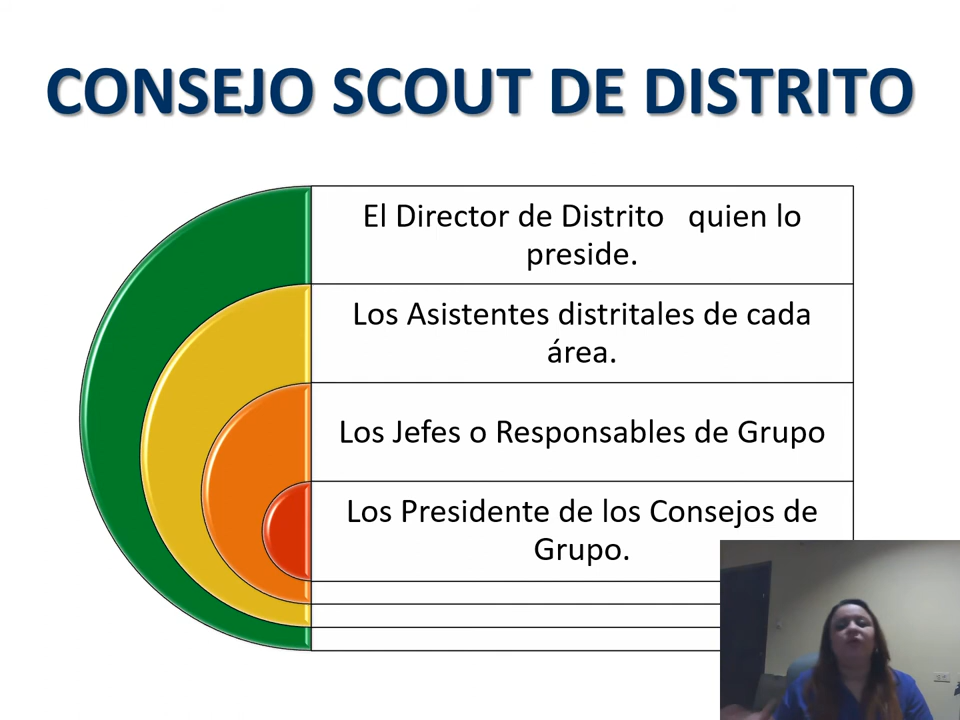 CONSEJO SCOUT DE DISTRITO
El Director de Distrito   quien lo
preside.
Los Asistentes distritales de cada
área.
Los Jefes o Responsables de Grupo
Los Presidente de los Consejos de
Grupo.